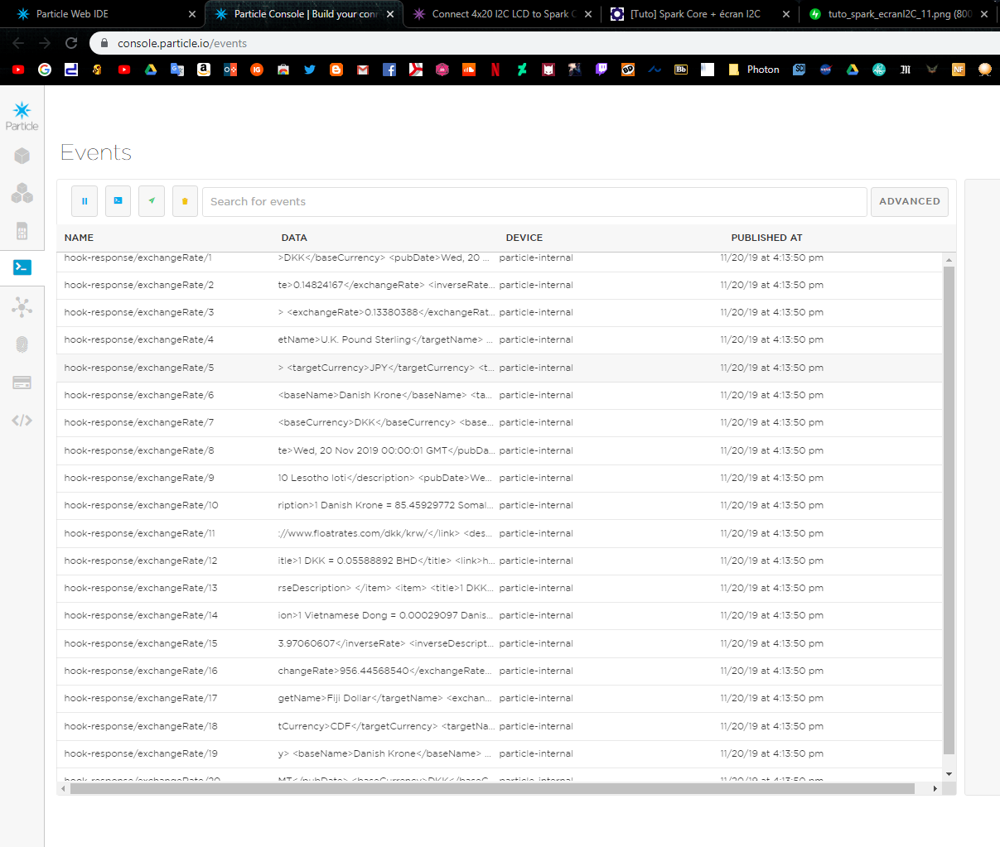 Particle Web IDE
Particle Console | Build your conn
Connect 4x20 I2C LCD to Spark C
[Tuto] Spark Core + écran I2C
tuto_spark_ecranI2C_11.png (800
console.particle.io/events
IG
Bb
Photon
SCI
NF
Particle
Events
Search for events
ADVANCED
NAME DATA DEVICE PUBLISHED AT
hook-response/exchangeRate/1 >DKK</baseCurrency> <pubDate>Wed, 20 ... particle-internal 11/20/19 at 4:13:50 pm
hook-response/exchangeRate/2 te>0.14824167</exchangeRate> <inverseRate... particle-internal 11/20/19 at 4:13:50 pm
hook-response/exchangeRate/3 > <exchangeRate>0.13380388</exchangeRat... particle-internal 11/20/19 at 4:13:50 pm
hook-response/exchangeRate/4 etName>U.K. Pound Sterling</targetName> ... particle-internal 11/20/19 at 4:13:50 pm
hook-response/exchangeRate/5 > <targetCurrency>JPY</targetCurrency> <t... particle-internal 11/20/19 at 4:13:50 pm
hook-response/exchangeRate/6 <baseName>Danish Krone</baseName> <ta... particle-internal 11/20/19 at 4:13:50 pm
hook-response/exchangeRate/7 <baseCurrency>DKK</baseCurrency> <base... particle-internal 11/20/19 at 4:13:50 pm
hook-response/exchangeRate/8 te>Wed, 20 Nov 2019 00:00:01 GMT</pubDa... particle-internal 11/20/19 at 4:13:50 pm
hook-response/exchangeRate/9 10 Lesotho loti</description> <pubDate>We... particle-internal 11/20/19 at 4:13:50 pm
hook-response/exchangeRate/10 ription>1 Danish Krone = 85.45929772 Somal... particle-internal 11/20/19 at 4:13:50 pm
hook-response/exchangeRate/11 ://www.floatrates.com/dkk/krw/</link> <des... particle-internal 11/20/19 at 4:13:50 pm
hook-response/exchangeRate/12 itle>1 DKK = 0.05588892 BHD</title> <link>h... particle-internal 11/20/19 at 4:13:50 pm
hook-response/exchangeRate/13 rseDescription> </item> <item> <title>1 DKK... particle-internal 11/20/19 at 4:13:50 pm
hook-response/exchangeRate/14 ion>1 Vietnamese Dong = 0.00029097 Danis... particle-internal 11/20/19 at 4:13:50 pm
hook-response/exchangeRate/15 3.97060607</inverseRate> <inverseDescript... particle-internal 11/20/19 at 4:13:50 pm
hook-response/exchangeRate/16 changeRate>956.44568540</exchangeRate... particle-internal 11/20/19 at 4:13:50 pm
hook-response/exchangeRate/17 getName>Fiji Dollar</targetName> <exchan... particle-internal 11/20/19 at 4:13:50 pm
hook-response/exchangeRate/18 tCurrency>CDF</targetCurrency> <targetNa... particle-internal 11/20/19 at 4:13:50 pm
hook-response/exchangeRate/19 y> <baseName>Danish Krone</baseName> ... particle-internal 11/20/19 at 4:13:50 pm
hook-response/exchangeRate/20 MT</pubDate> <baseCurrency>DKK</baseC... particle-internal 11/20/19 at 4:13:50 pm